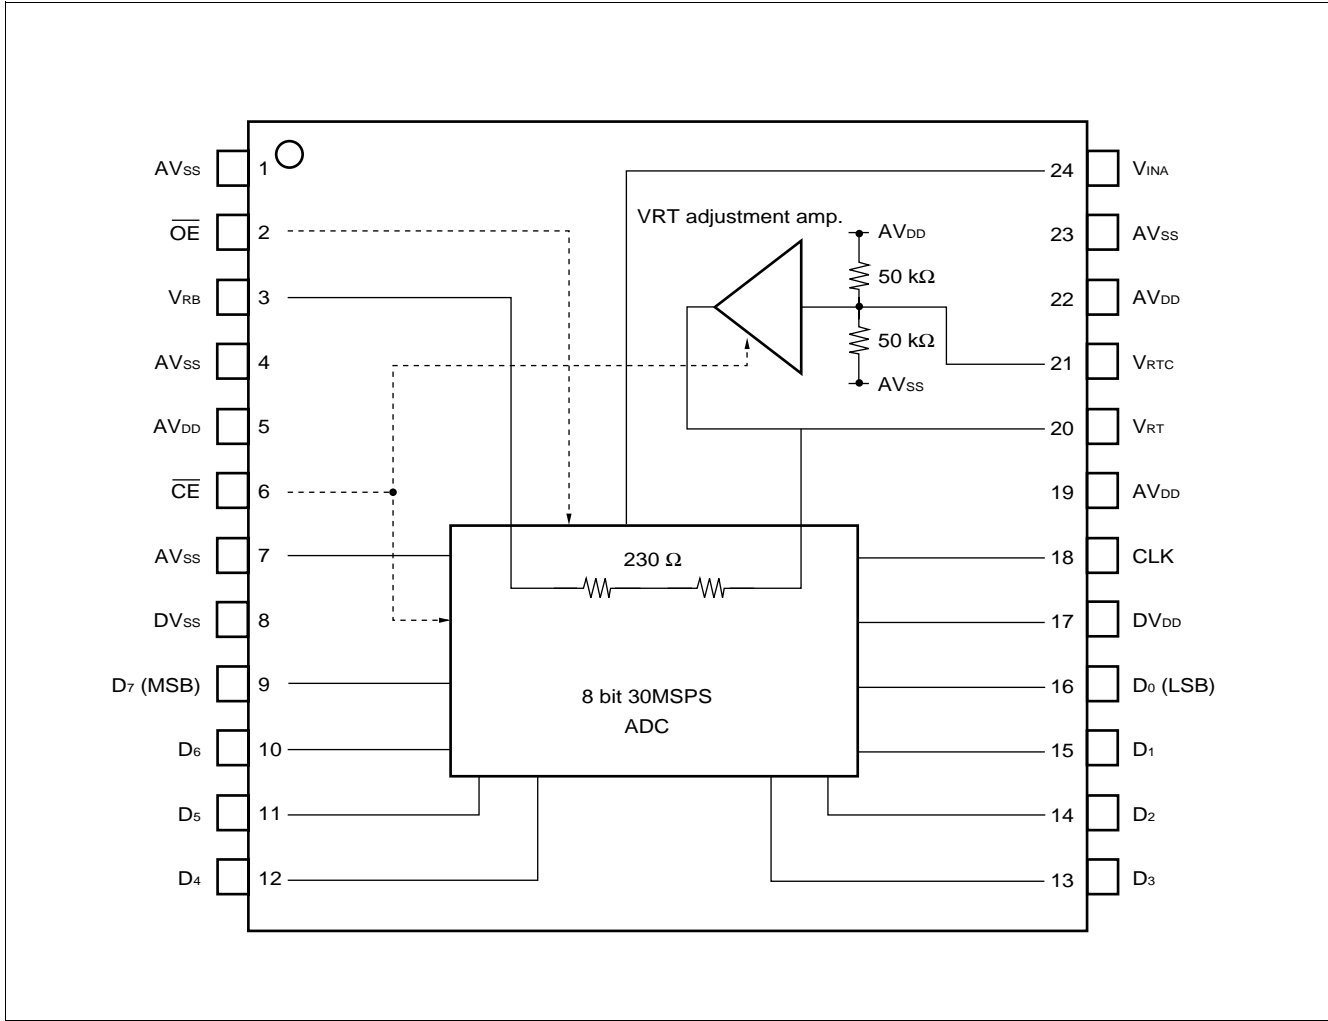 AVSS 1
OE 2
VRB 3
AVSS 4
AVDD 5
CE 6
AVSS 7
DVSS 8
D7 (MSB) 9
D6 10
D5 11
D4 12
VRT adjustment amp.
AVDD
50 kΩ
50 kΩ
AVSS
230 Ω
8 bit 30MSPS
ADC
24 VINA
23 AVSS
22 AVDD
21 VRTC
20 VRT
19 AVDD
18 CLK
17 DVDD
16 D0 (LSB)
15 D1
14 D2
13 D3